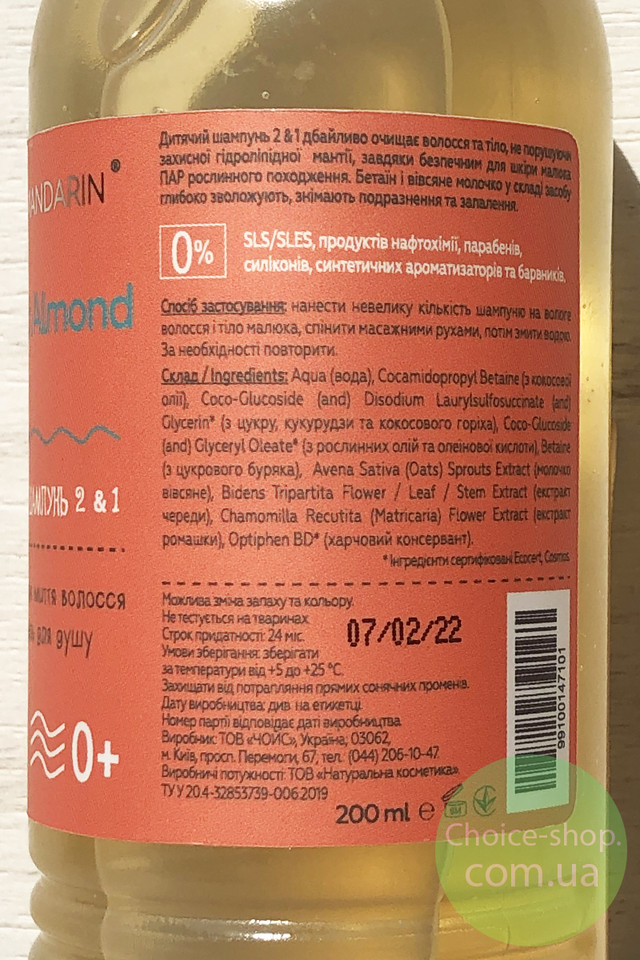 Дитячий шампунь 2 & 1 дбайливо очищає волосся та тіло, не порушуючи
захисної гідроліпідної мантії, завдяки безпечним для шкіри малюка
ПАР рослинного походження. Бетаїн і вівсяне молочко у складі засобу
глибоко зволожують, знімають подразнення та запалення.
ANDARIN ®
0% SLS/SLES, продуктів нафтохімії, парабенів,
силіконів, синтетичних ароматизаторів та барвників.
Almond
Спосіб застосування: нанести невелику кількість шампуню на вологе
волосся і тіло малюка, спінити масажними рухами, потім змити водою.
За необхідності повторити.
Склад / Ingredients: Aqua (вода), Cocamidopropyl Betaine (з кокосової
олії), Coco-Glucoside (and) Disodium Laurylsulfosuccinate (and)
Glycerin* (з цукру, кукурудзи та кокосового горіха), Coco-Glucoside
(and) Glyceryl Oleate* (з рослинних олій та олеїнової кислоти), Betaine
(з цукрового буряка), Avena Sativa (Oats) Sprouts Extract (молочко
вівсяне), Bidens Tripartita Flower / Leaf / Stem Extract (екстракт
череди), Chamomilla Recutita (Matricaria) Flower Extract (екстракт
ромашки), Optiphen BD* (харчовий консервант).
* Інгредієнти сертифіковані Ecocert, Cosmos.
ШАМПУНЬ 2 & 1
миття волосся
для душу
0+
Можлива зміна запаху та кольору.
Не тестується на тваринах.
Строк придатності: 24 міс.
Умови зберігання: зберігати
за температури від +5 до +25 °C.
Захищати від потрапляння прямих сонячних променів.
Дату виробництва: див. на етикетці.
Номер партії відповідає даті виробництва.
Виробник: ТОВ «ЧОЙС», Україна, 03062,
м. Київ, просп. Перемоги, 67, тел.: (044) 206-10-47.
Виробничі потужності: ТОВ «Натуральна косметика».
ТУ У 20.4-32853739-006:2019
07/02/22
99100147101
200 ml e
Choice-shop.
com.ua